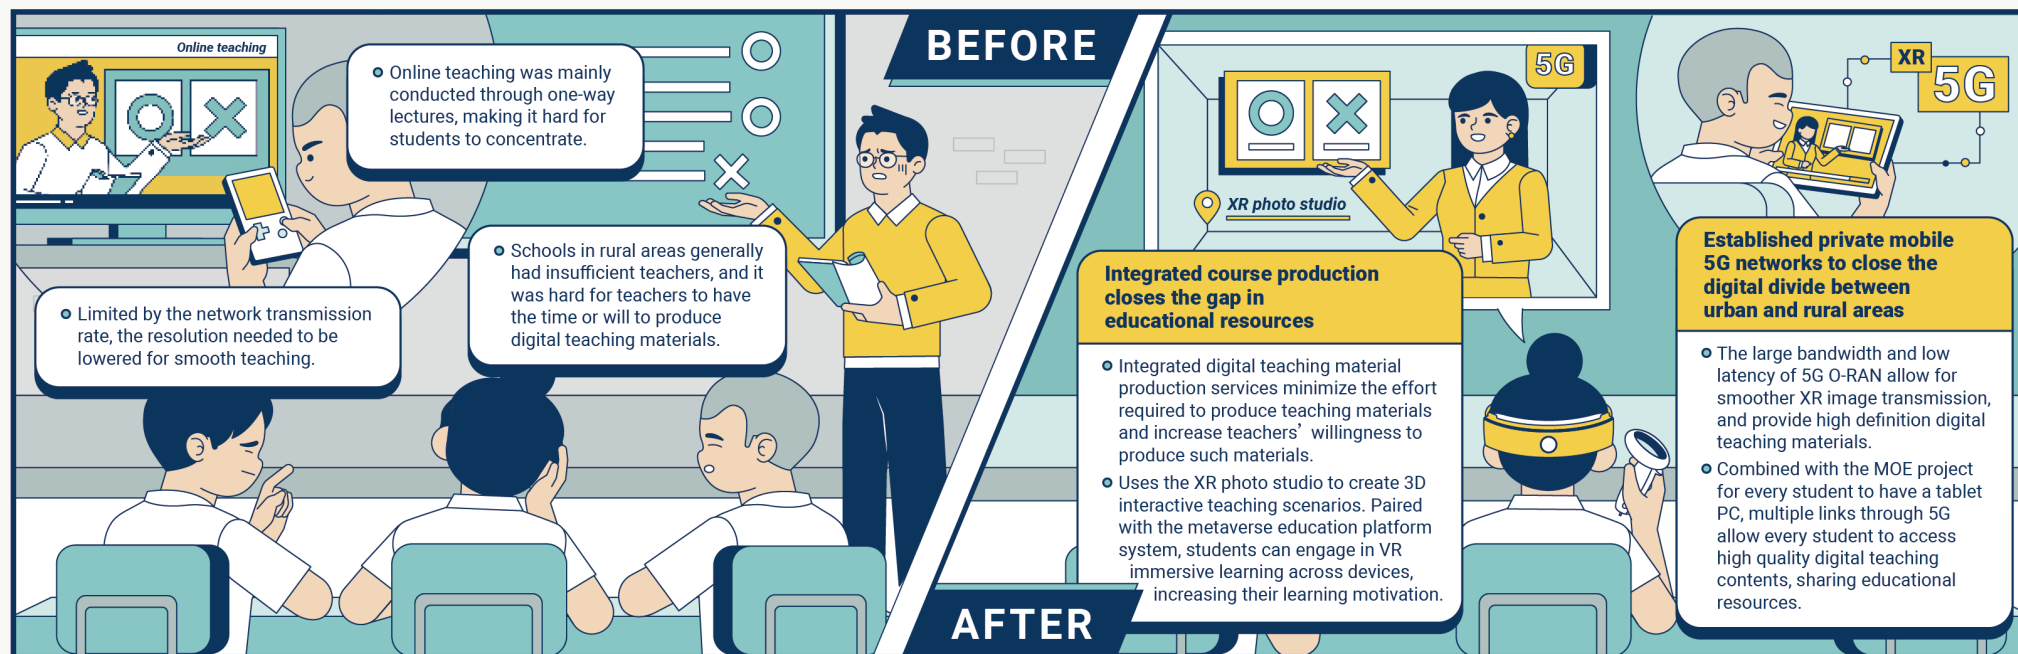 BEFORE
Online teaching
Online teaching was mainly
conducted through one-way
lectures, making it hard for
students to concentrate.
Schools in rural areas generally
had insufficient teachers, and it
was hard for teachers to have
the time or will to produce
digital teaching materials.
Limited by the network transmission
rate, the resolution needed to be
lowered for smooth teaching.
AFTER
5G
XR photo studio
Integrated course production
closes the gap in
educational resources
Integrated digital teaching material
production services minimize the effort
required to produce teaching materials
and increase teachers’ willingness to
produce such materials.
Uses the XR photo studio to create 3D
interactive teaching scenarios. Paired
with the metaverse education platform
system, students can engage in VR
immersive learning across devices,
increasing their learning motivation.
XR
5G
Established private mobile
5G networks to close the
digital divide between
urban and rural areas
The large bandwidth and low
latency of 5G O-RAN allow for
smoother XR image transmission,
and provide high definition digital
teaching materials.
Combined with the MOE project
for every student to have a tablet
PC, multiple links through 5G
allow every student to access
high quality digital teaching
contents, sharing educational
resources.